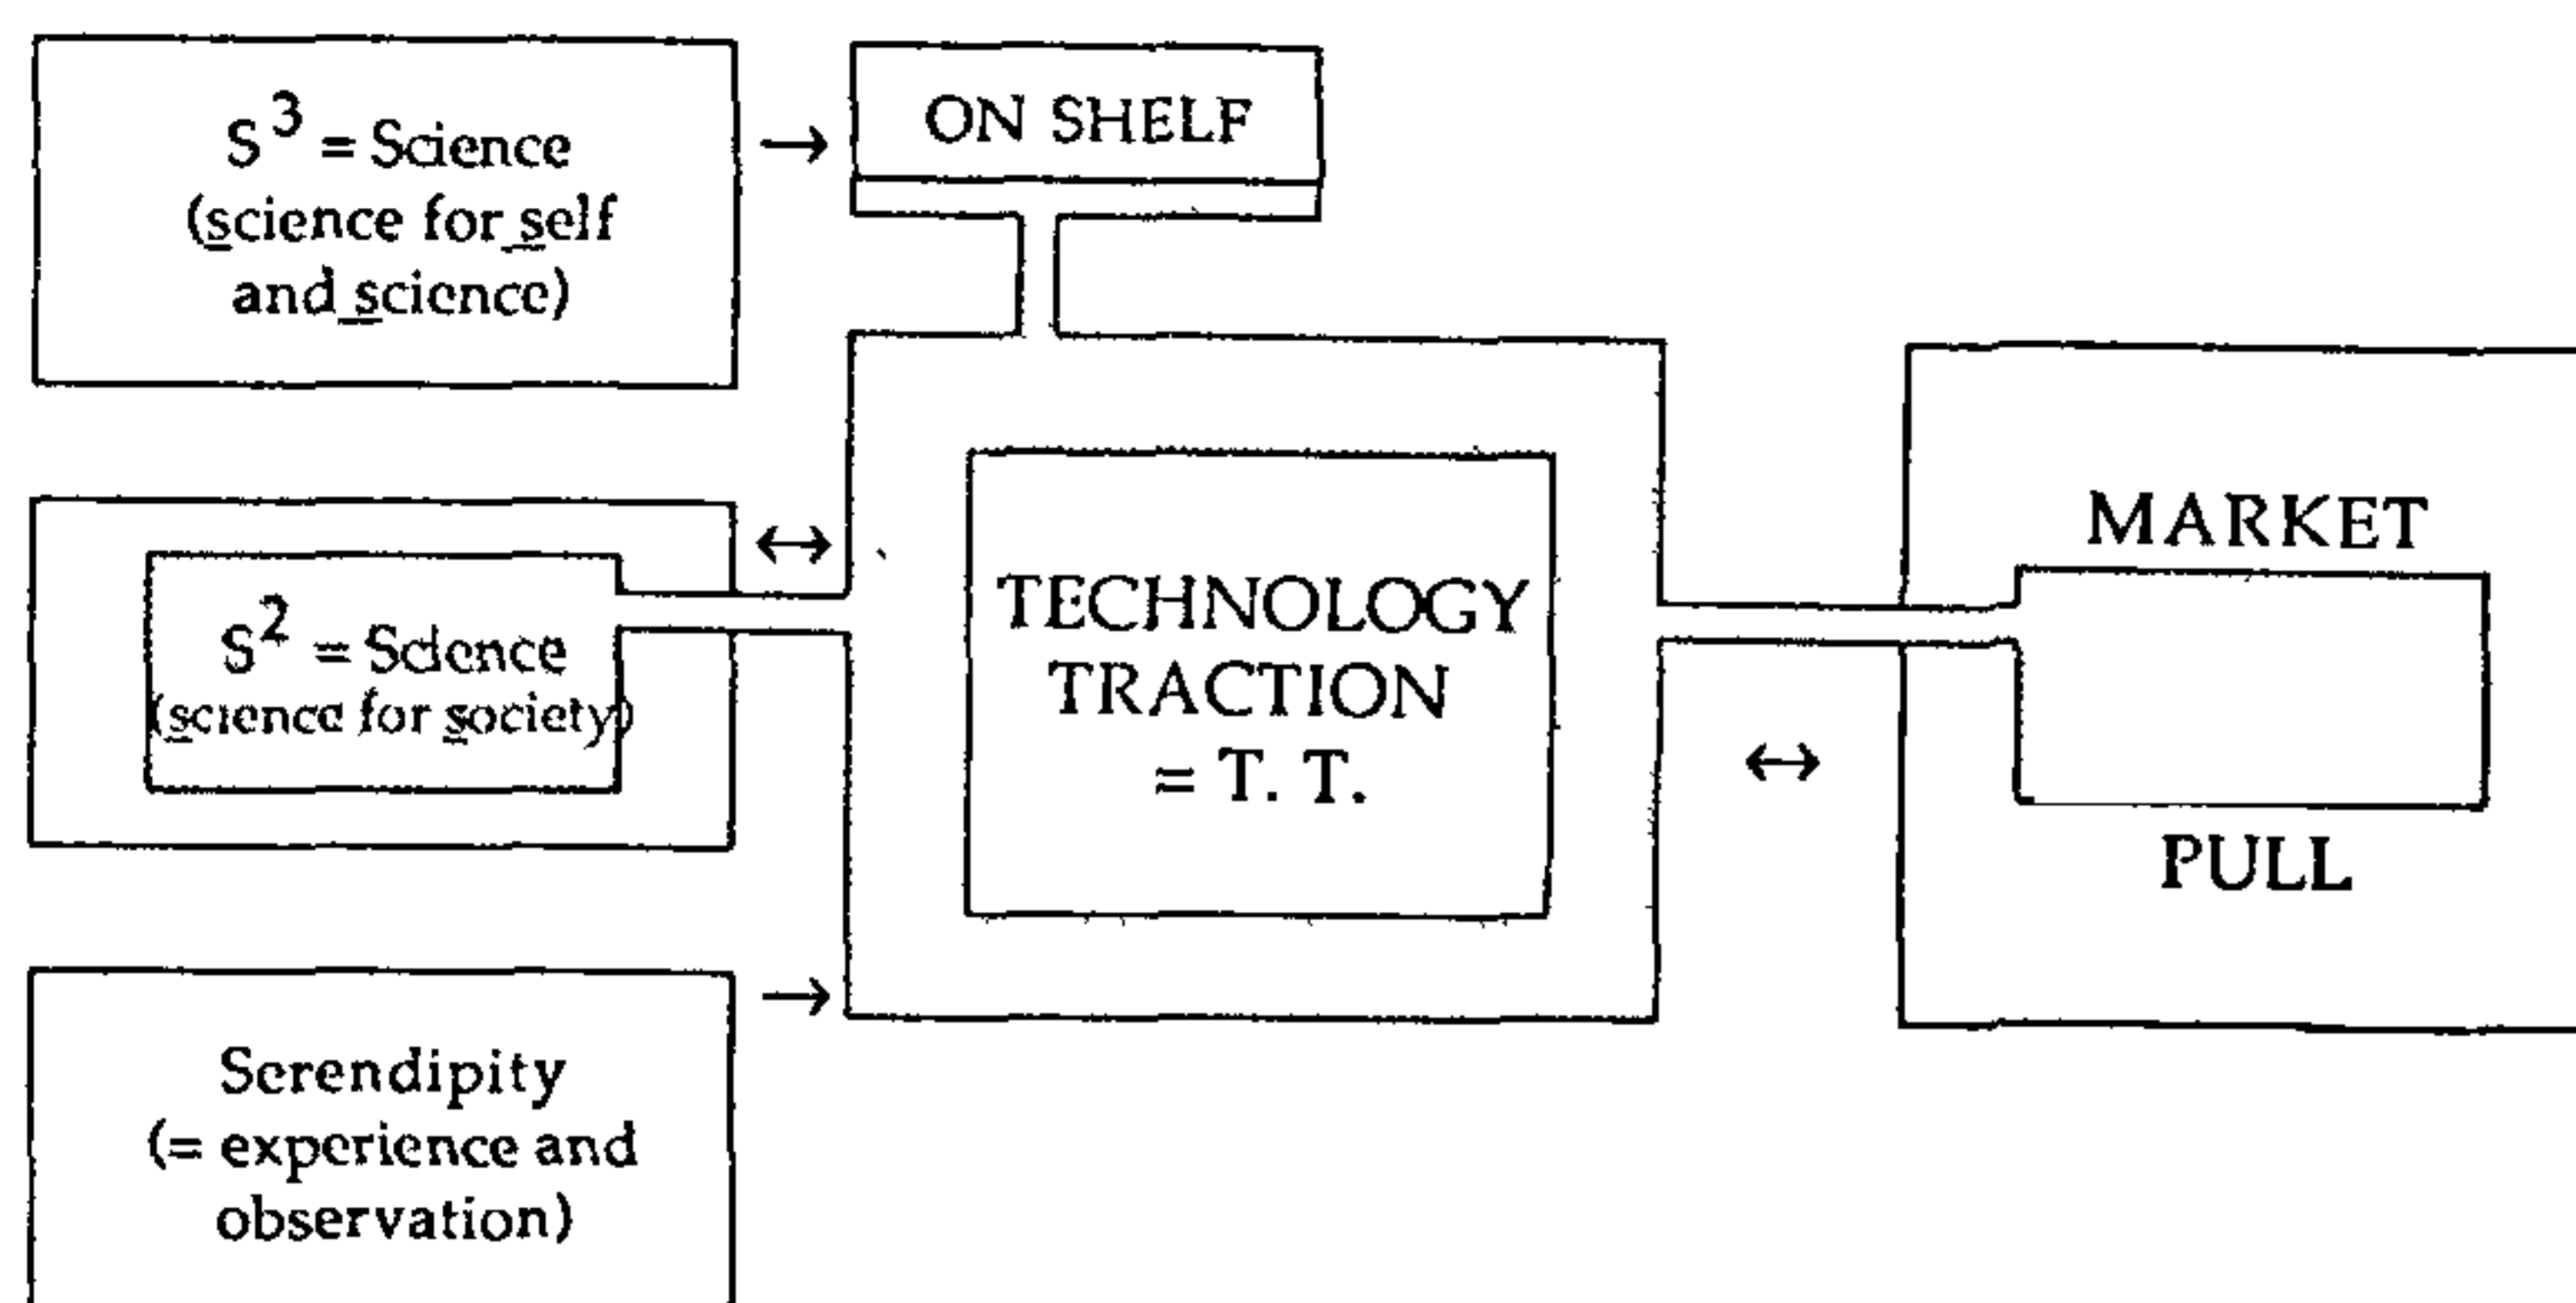 S³ = Science
(science for self
and science)
ON SHELF
S² = Science
(science for society)
TECHNOLOGY
TRACTION
= T. T.
MARKET
PULL
Serendipity
(= experience and
observation)